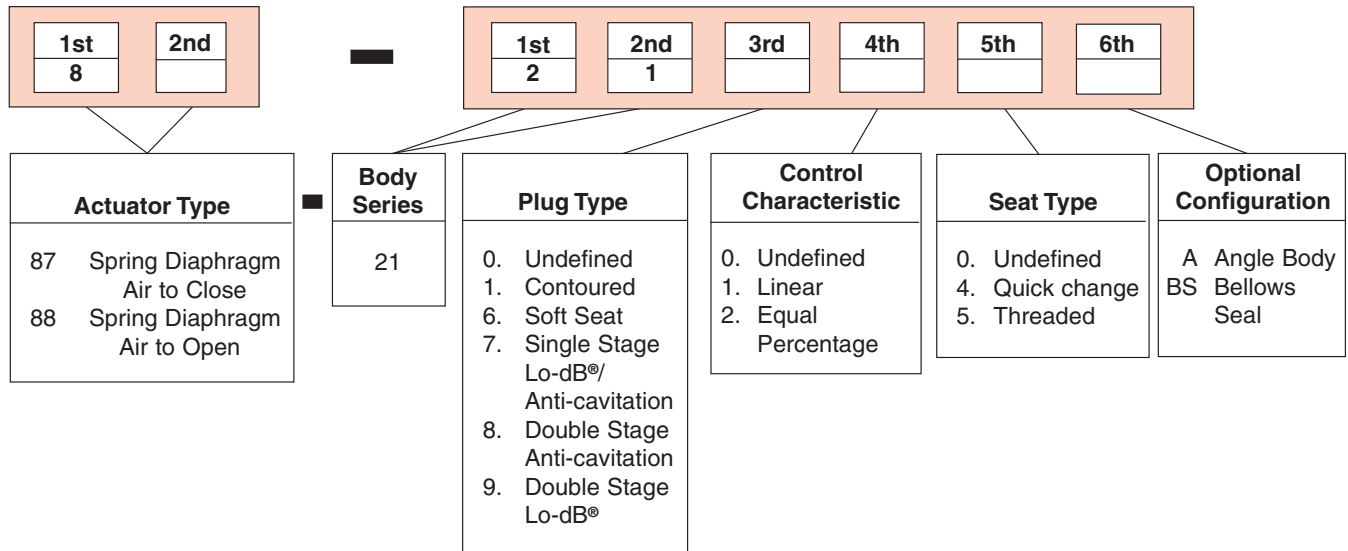 1st 2nd 1st 2nd 3rd 4th 5th 6th
8 2 1
Actuator Type
87 Spring Diaphragm
Air to Close
88 Spring Diaphragm
Air to Open
Body
Series
21
Plug Type
0. Undefined
1. Contoured
6. Soft Seat
7. Single Stage
Lo-dB®/
Anti-cavitation
8. Double Stage
Anti-cavitation
9. Double Stage
Lo-dB®
Control
Characteristic
0. Undefined
1. Linear
2. Equal
Percentage
Seat Type
0. Undefined
4. Quick change
5. Threaded
Optional
Configuration
A Angle Body
BS Bellows
Seal